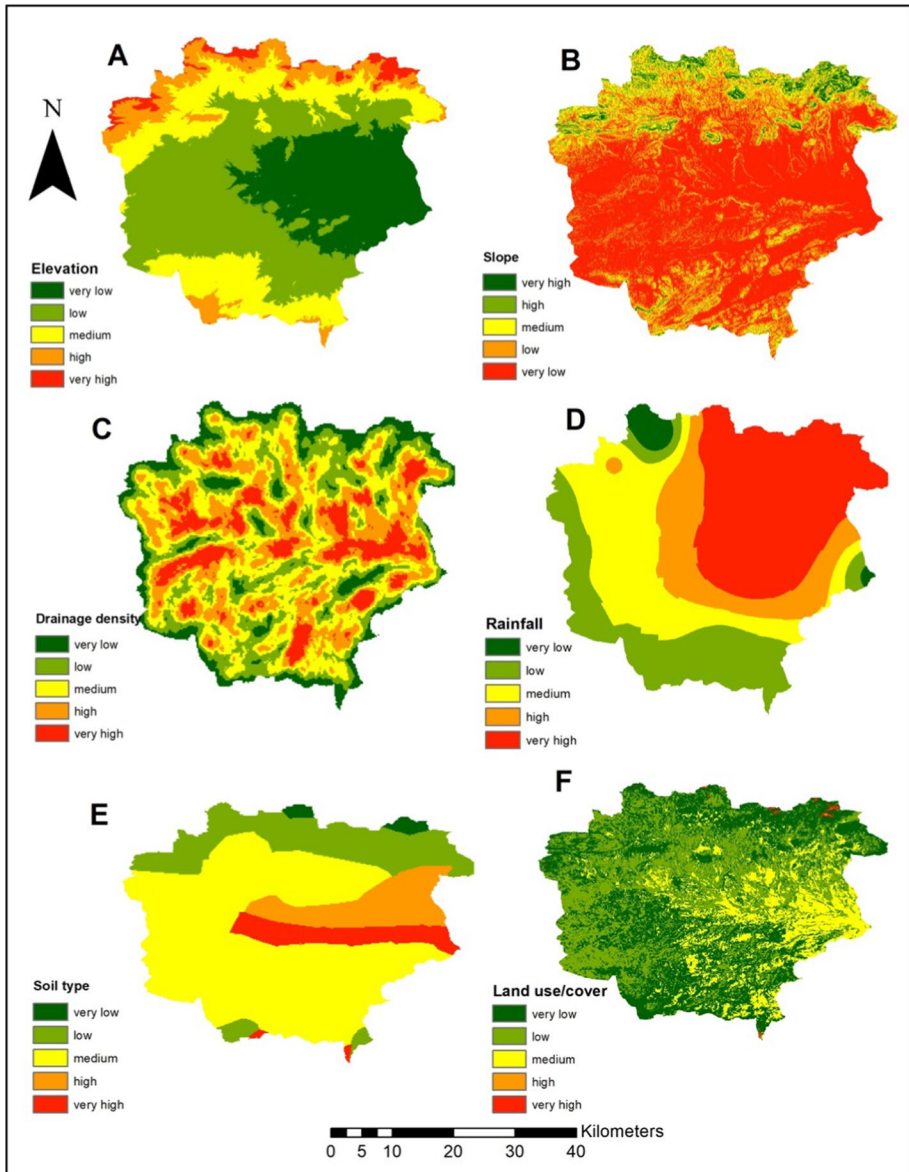 A
N
Elevation
very low
low
medium
high
very high
B
Slope
very high
high
medium
low
very low
C
Drainage density
very low
low
medium
high
very high
D
Rainfall
very low
low
medium
high
very high
E
Soil type
very low
low
medium
high
very high
F
Land use/cover
very low
low
medium
high
very high
Kilometers
0 5 10 20 30 40